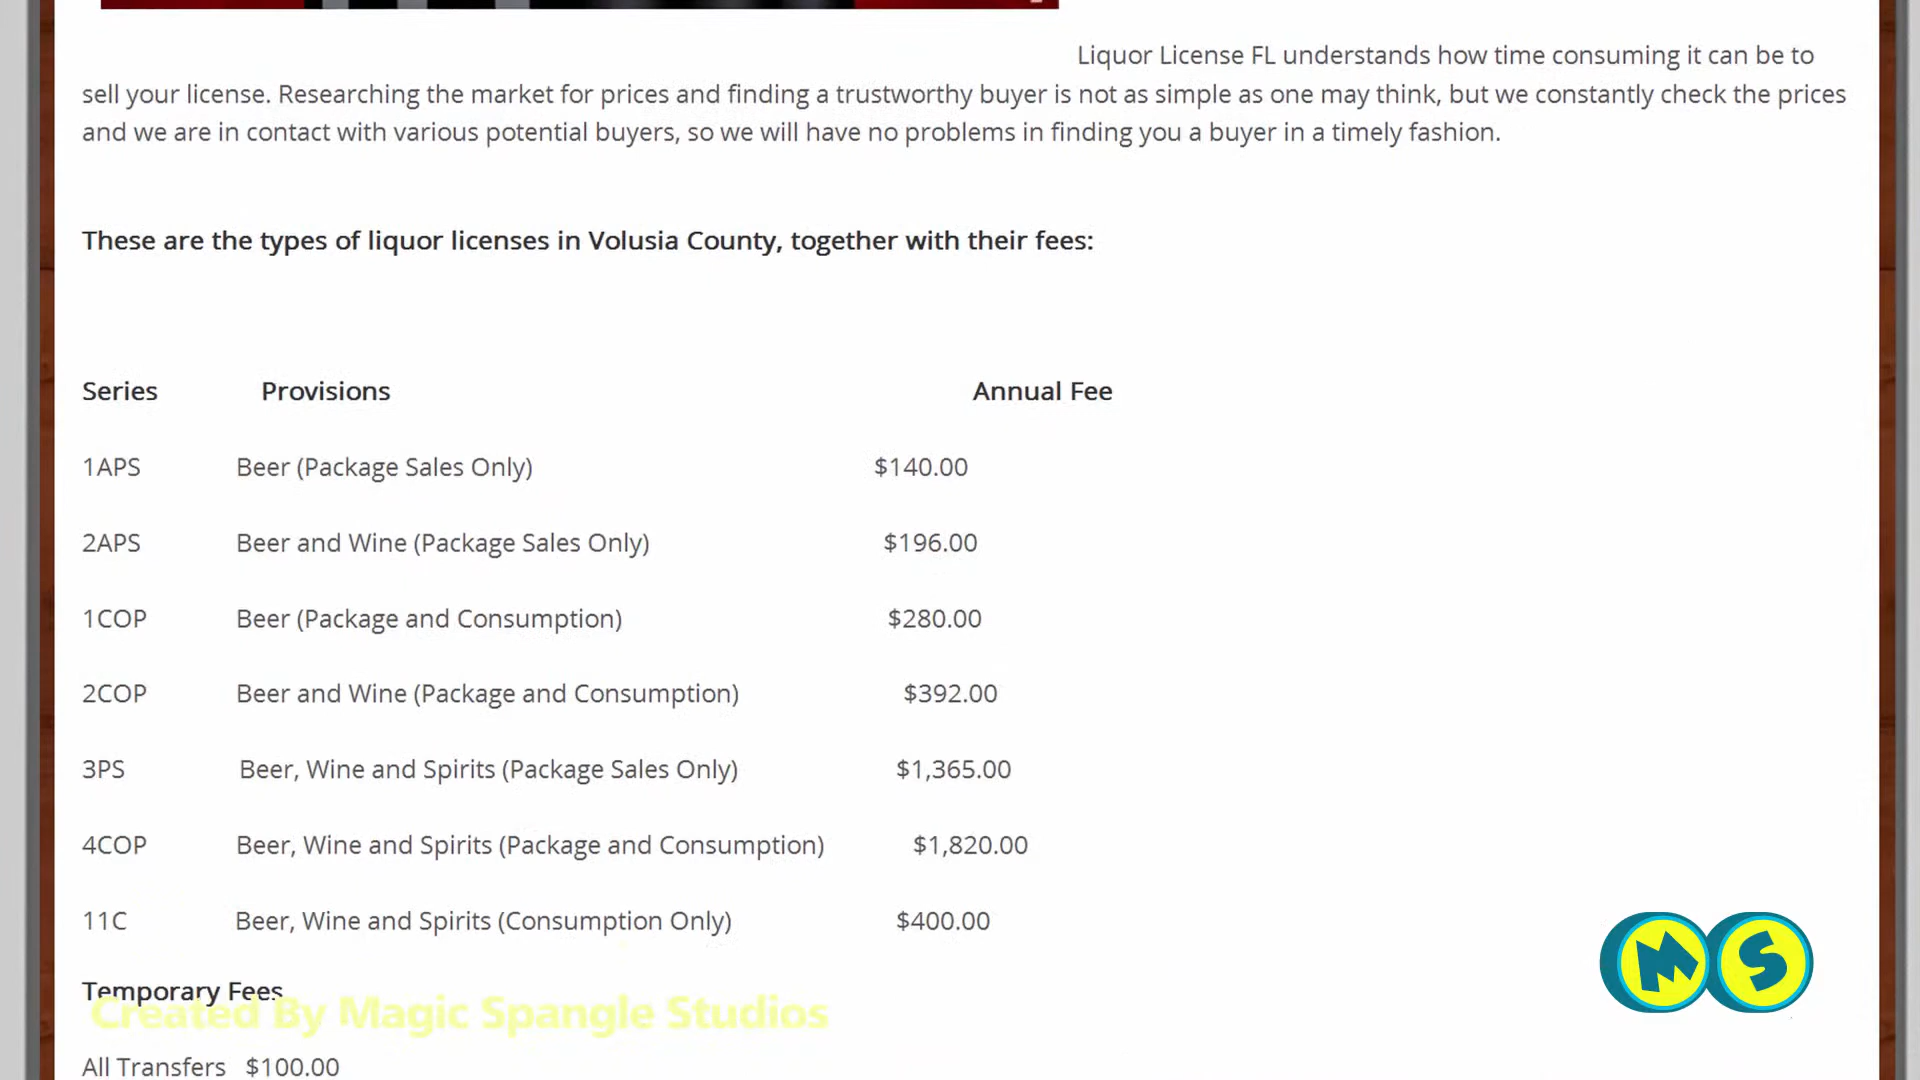 Liquor License FL understands how time consuming it can be to
sell your license. Researching the market for prices and finding a trustworthy buyer is not as simple as one may think, but we constantly check the prices
and we are in contact with various potential buyers, so we will have no problems in finding you a buyer in a timely fashion.
These are the types of liquor licenses in Volusia County, together with their fees:
Series Provisions Annual Fee
1APS Beer (Package Sales Only) $140.00
2APS Beer and Wine (Package Sales Only) $196.00
1COP Beer (Package and Consumption) $280.00
2COP Beer and Wine (Package and Consumption) $392.00
3PS Beer, Wine and Spirits (Package Sales Only) $1,365.00
4COP Beer, Wine and Spirits (Package and Consumption) $1,820.00
11C Beer, Wine and Spirits (Consumption Only) $400.00
M S
Temporary Fees
Created By Magic Spangle Studios
All Transfers $100.00